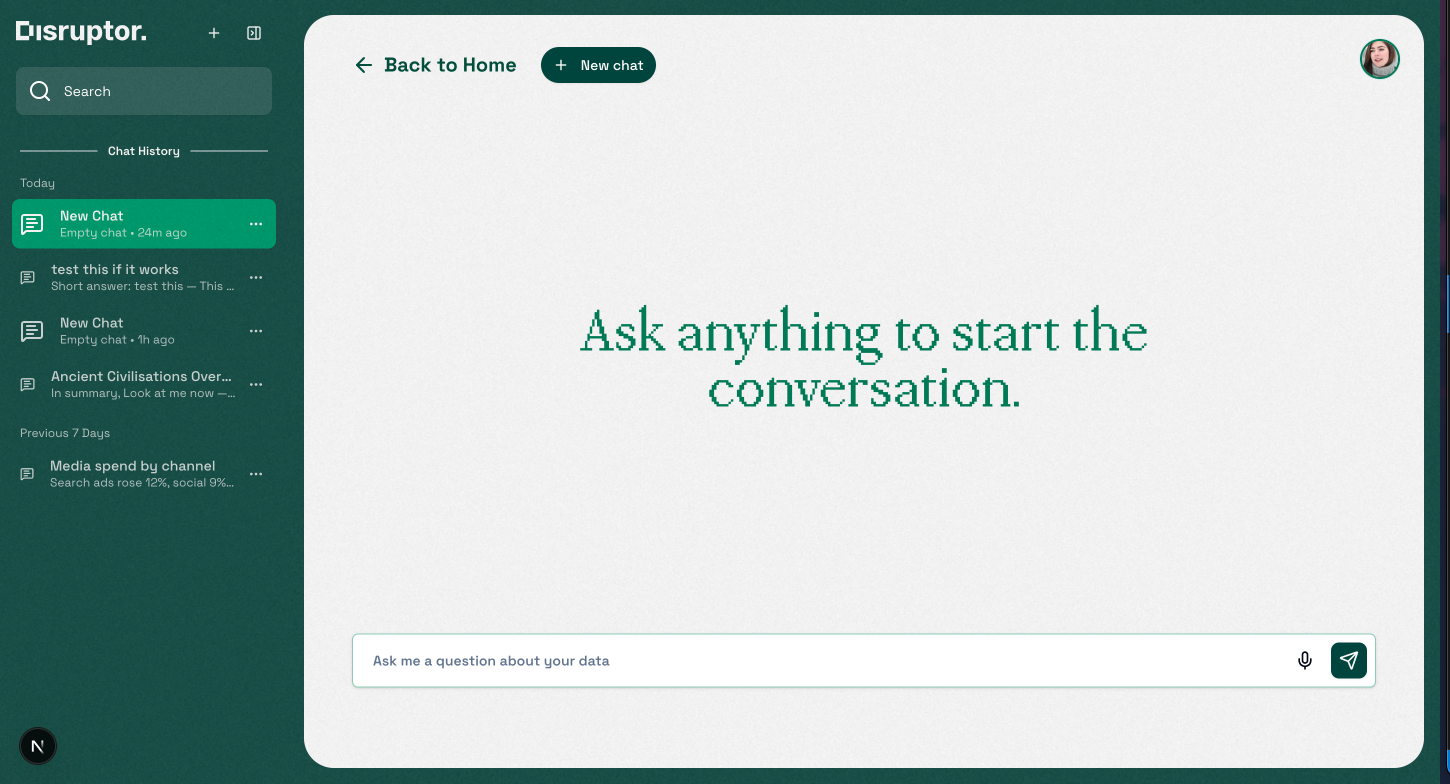 Disruptor.
Search
Chat History
Today
New Chat
Empty chat • 24m ago
test this if it works
Short answer: test this — This ...
New Chat
Empty chat • 1h ago
Ancient Civilisations Over...
In summary, Look at me now —...
Previous 7 Days
Media spend by channel
Search ads rose 12%, social 9%...
N
Back to Home
New chat
Ask anything to start the
conversation.
Ask me a question about your data